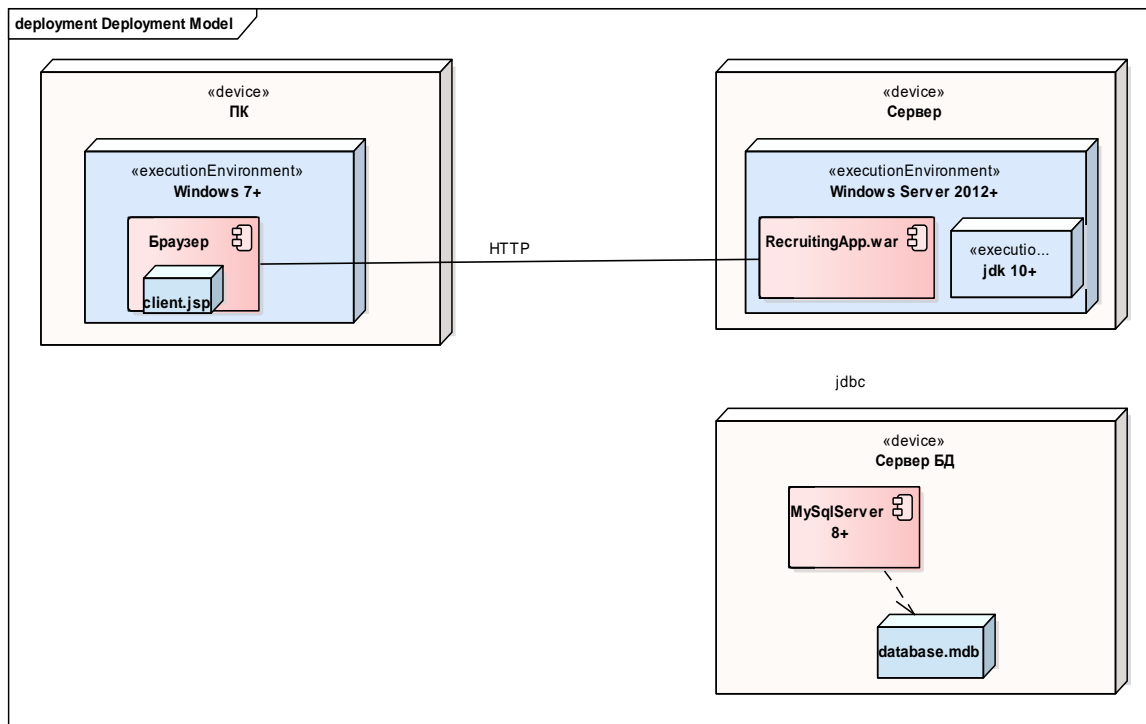 deployment Deployment Model
«device»
ПК
«executionEnvironment»
Windows 7+
Браузер
client.jsp
HTTP
«device»
Сервер
«executionEnvironment»
Windows Server 2012+
RecruitingApp.war
«executio...
jdk 10+
jdbc
«device»
Сервер БД
MySqlServer
8+
database.mdb